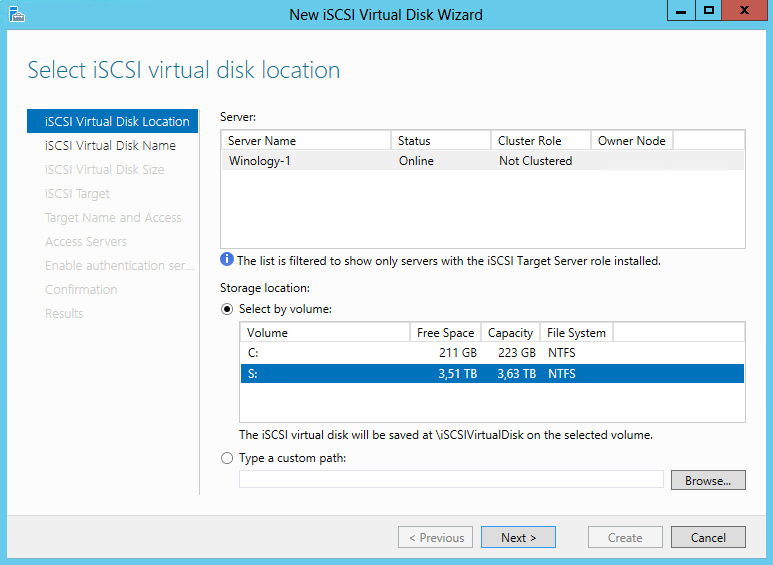 New iSCSI Virtual Disk Wizard
Select iSCSI virtual disk location
iSCSI Virtual Disk Location
iSCSI Virtual Disk Name
iSCSI Virtual Disk Size
iSCSI Target
Target Name and Access
Access Servers
Enable authentication ser...
Confirmation
Results
Server:
Server Name Status Cluster Role Owner Node
Winology-1 Online Not Clustered
The list is filtered to show only servers with the iSCSI Target Server role installed.
Storage location:
Select by volume:
Volume Free Space Capacity File System
C: 211 GB 223 GB NTFS
S: 3,51 TB 3,63 TB NTFS
The iSCSI virtual disk will be saved at \iSCSIVirtualDisk on the selected volume.
Type a custom path:
Browse...
< Previous Next > Create Cancel